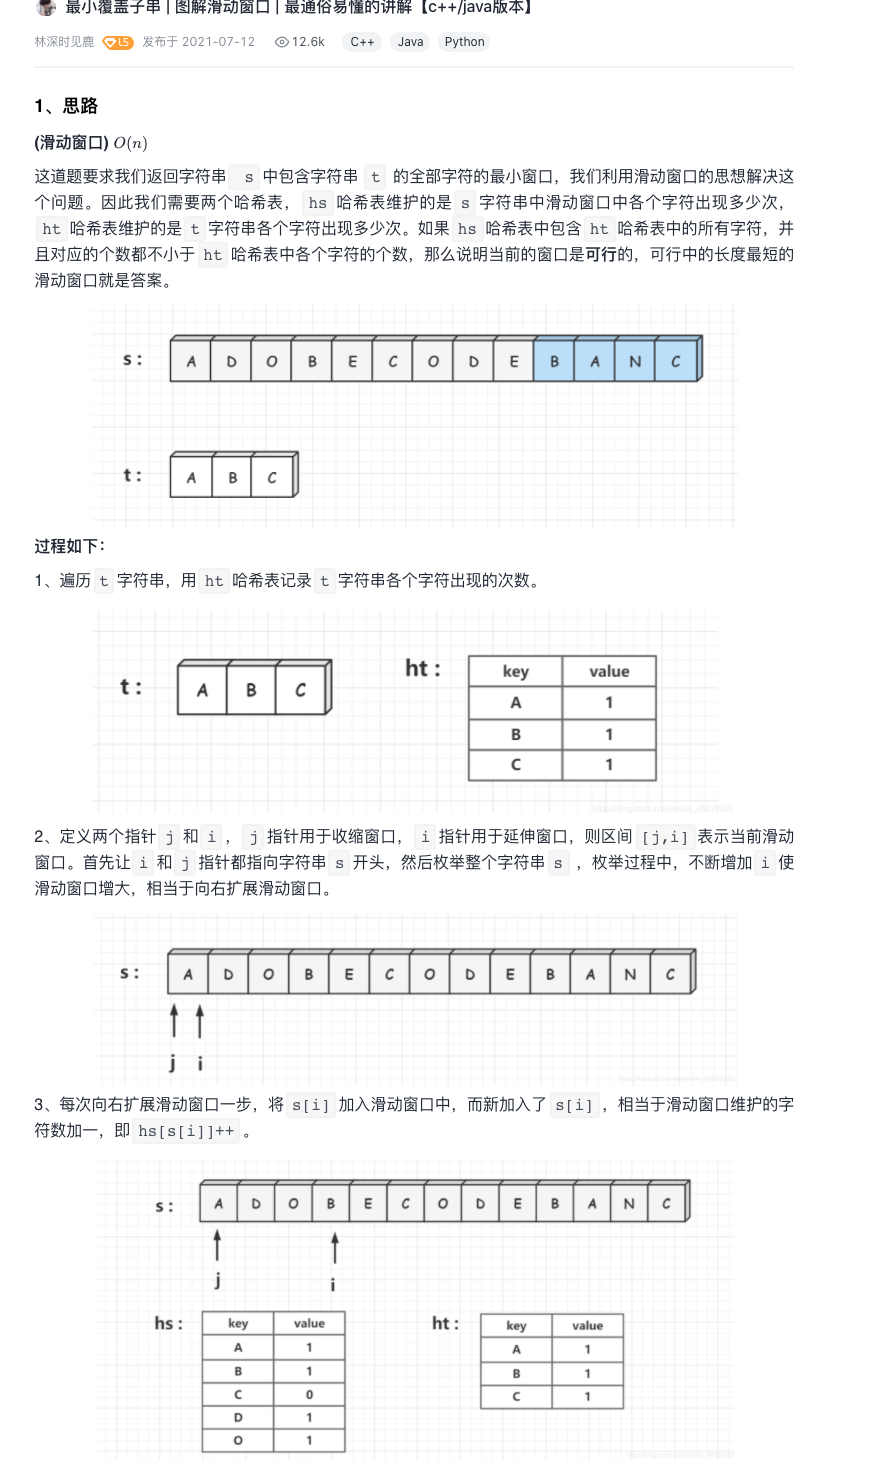 最小覆盖子串 | 图解滑动窗口 | 最通俗易懂的讲解【c++/java版本】
林深时见鹿 L5 发布于 2021-07-12 12.6k C++ Java Python
1、思路
(滑动窗口) O(n)
这道题要求我们返回字符串 s 中包含字符串 t 的全部字符的最小窗口，我们利用滑动窗口的思想解决这
个问题。因此我们需要两个哈希表， hs 哈希表维护的是 s 字符串中滑动窗口中各个字符出现多少次，
ht 哈希表维护的是 t 字符串各个字符出现多少次。如果 hs 哈希表中包含 ht 哈希表中的所有字符，并
且对应的个数都不小于 ht 哈希表中各个字符的个数，那么说明当前的窗口是可行的，可行中的长度最短的
滑动窗口就是答案。
s: A D O B E C O D E B A N C
t: A B C
过程如下：
1、遍历 t 字符串，用 ht 哈希表记录 t 字符串各个字符出现的次数。
t: A B C
ht: key value
A 1
B 1
C 1
2、定义两个指针 j 和 i ， j 指针用于收缩窗口， i 指针用于延伸窗口，则区间 [j,i] 表示当前滑动
窗口。首先让 i 和 j 指针都指向字符串 s 开头，然后枚举整个字符串 s ，枚举过程中，不断增加 i 使
滑动窗口增大，相当于向右扩展滑动窗口。
s: A D O B E C O D E B A N C
j i
3、每次向右扩展滑动窗口一步，将 s[i] 加入滑动窗口中，而新加入了 s[i] ，相当于滑动窗口维护的字
符数加一，即 hs[s[i]]++ 。
s: A D O B E C O D E B A N C
j i
hs: key value
A 1
B 1
C 0
D 1
O 1
ht: key value
A 1
B 1
C 1